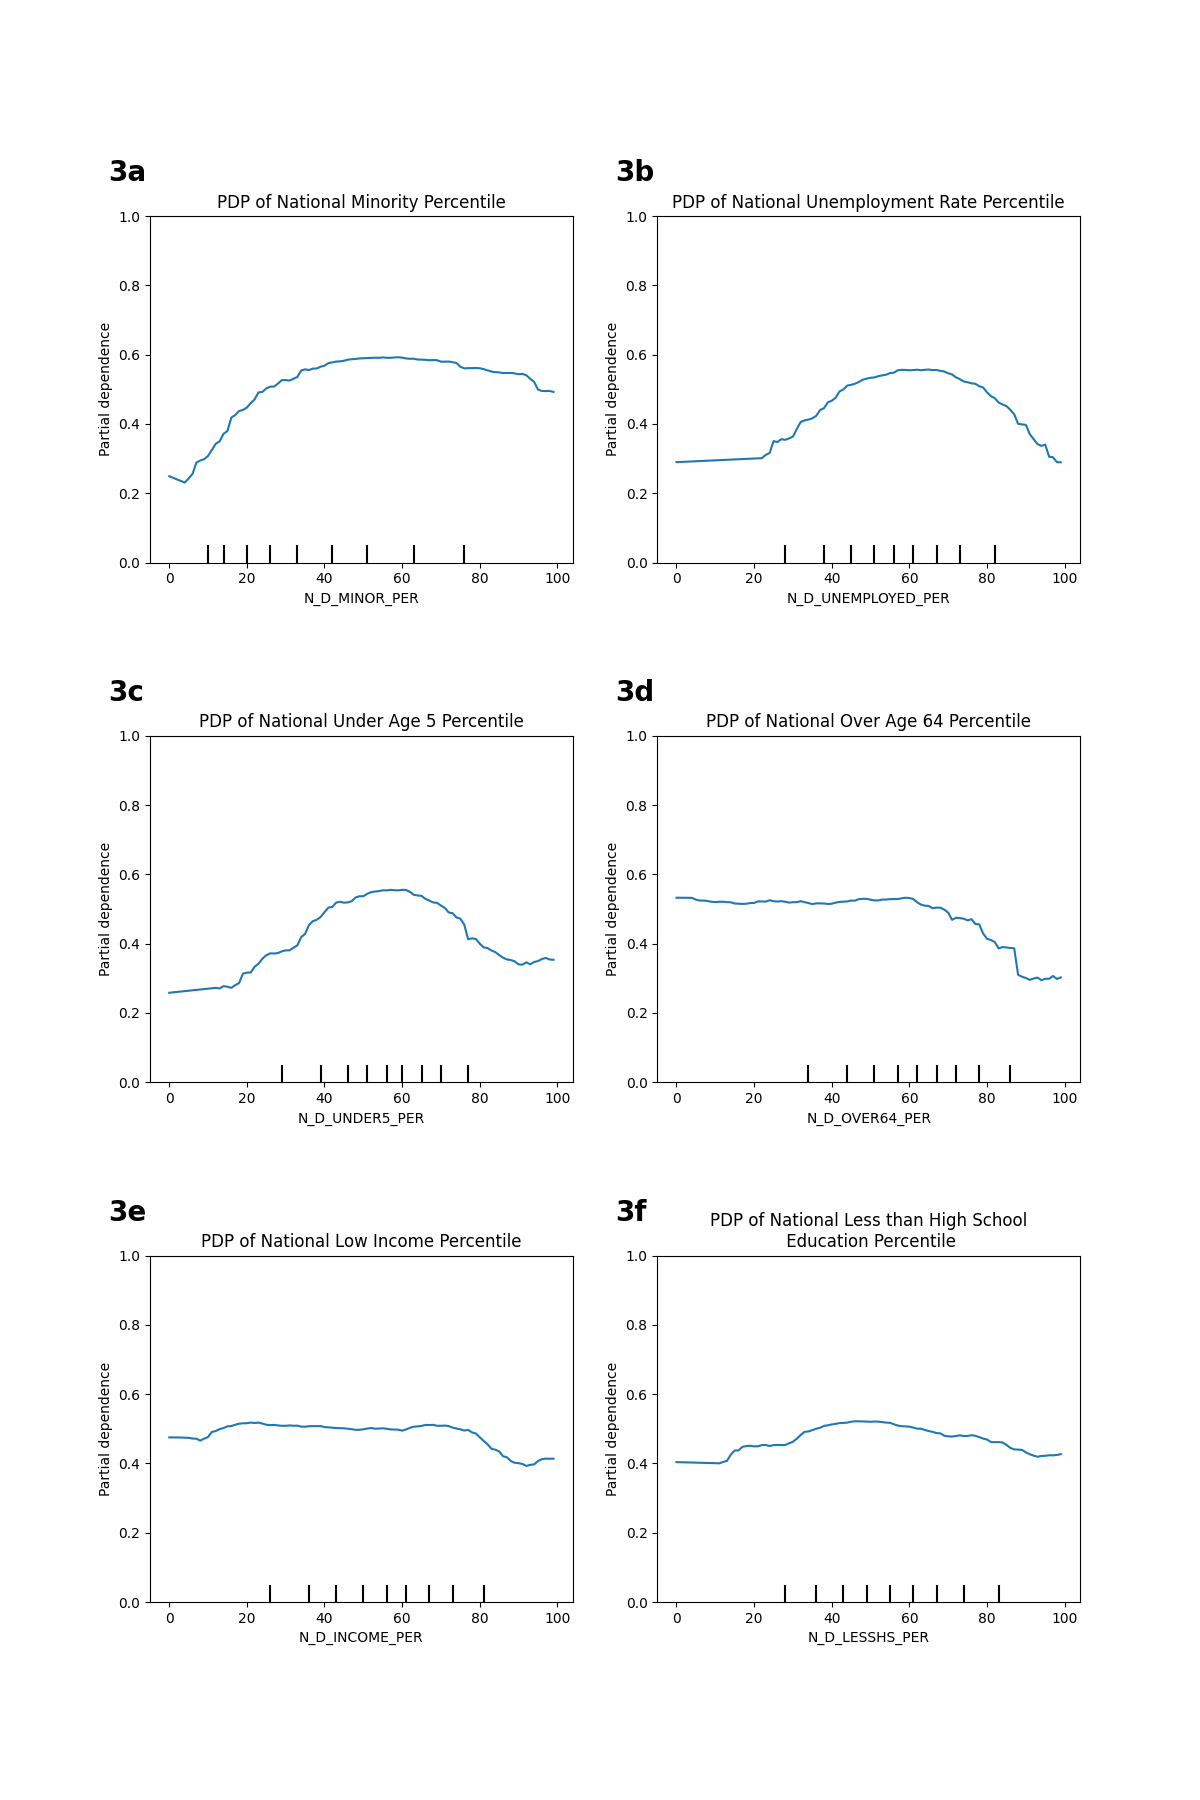 3a
PDP of National Minority Percentile
1.0
0.8
0.6
0.4
0.2
0.0
Partial dependence
0 20 40 60 80 100
N_D_MINOR_PER
3b
PDP of National Unemployment Rate Percentile
1.0
0.8
0.6
0.4
0.2
0.0
Partial dependence
0 20 40 60 80 100
N_D_UNEMPLOYED_PER
3c
PDP of National Under Age 5 Percentile
1.0
0.8
0.6
0.4
0.2
0.0
Partial dependence
0 20 40 60 80 100
N_D_UNDER5_PER
3d
PDP of National Over Age 64 Percentile
1.0
0.8
0.6
0.4
0.2
0.0
Partial dependence
0 20 40 60 80 100
N_D_OVER64_PER
3e
PDP of National Low Income Percentile
1.0
0.8
0.6
0.4
0.2
0.0
Partial dependence
0 20 40 60 80 100
N_D_INCOME_PER
3f
PDP of National Less than High School
Education Percentile
1.0
0.8
0.6
0.4
0.2
0.0
Partial dependence
0 20 40 60 80 100
N_D_LESSHS_PER